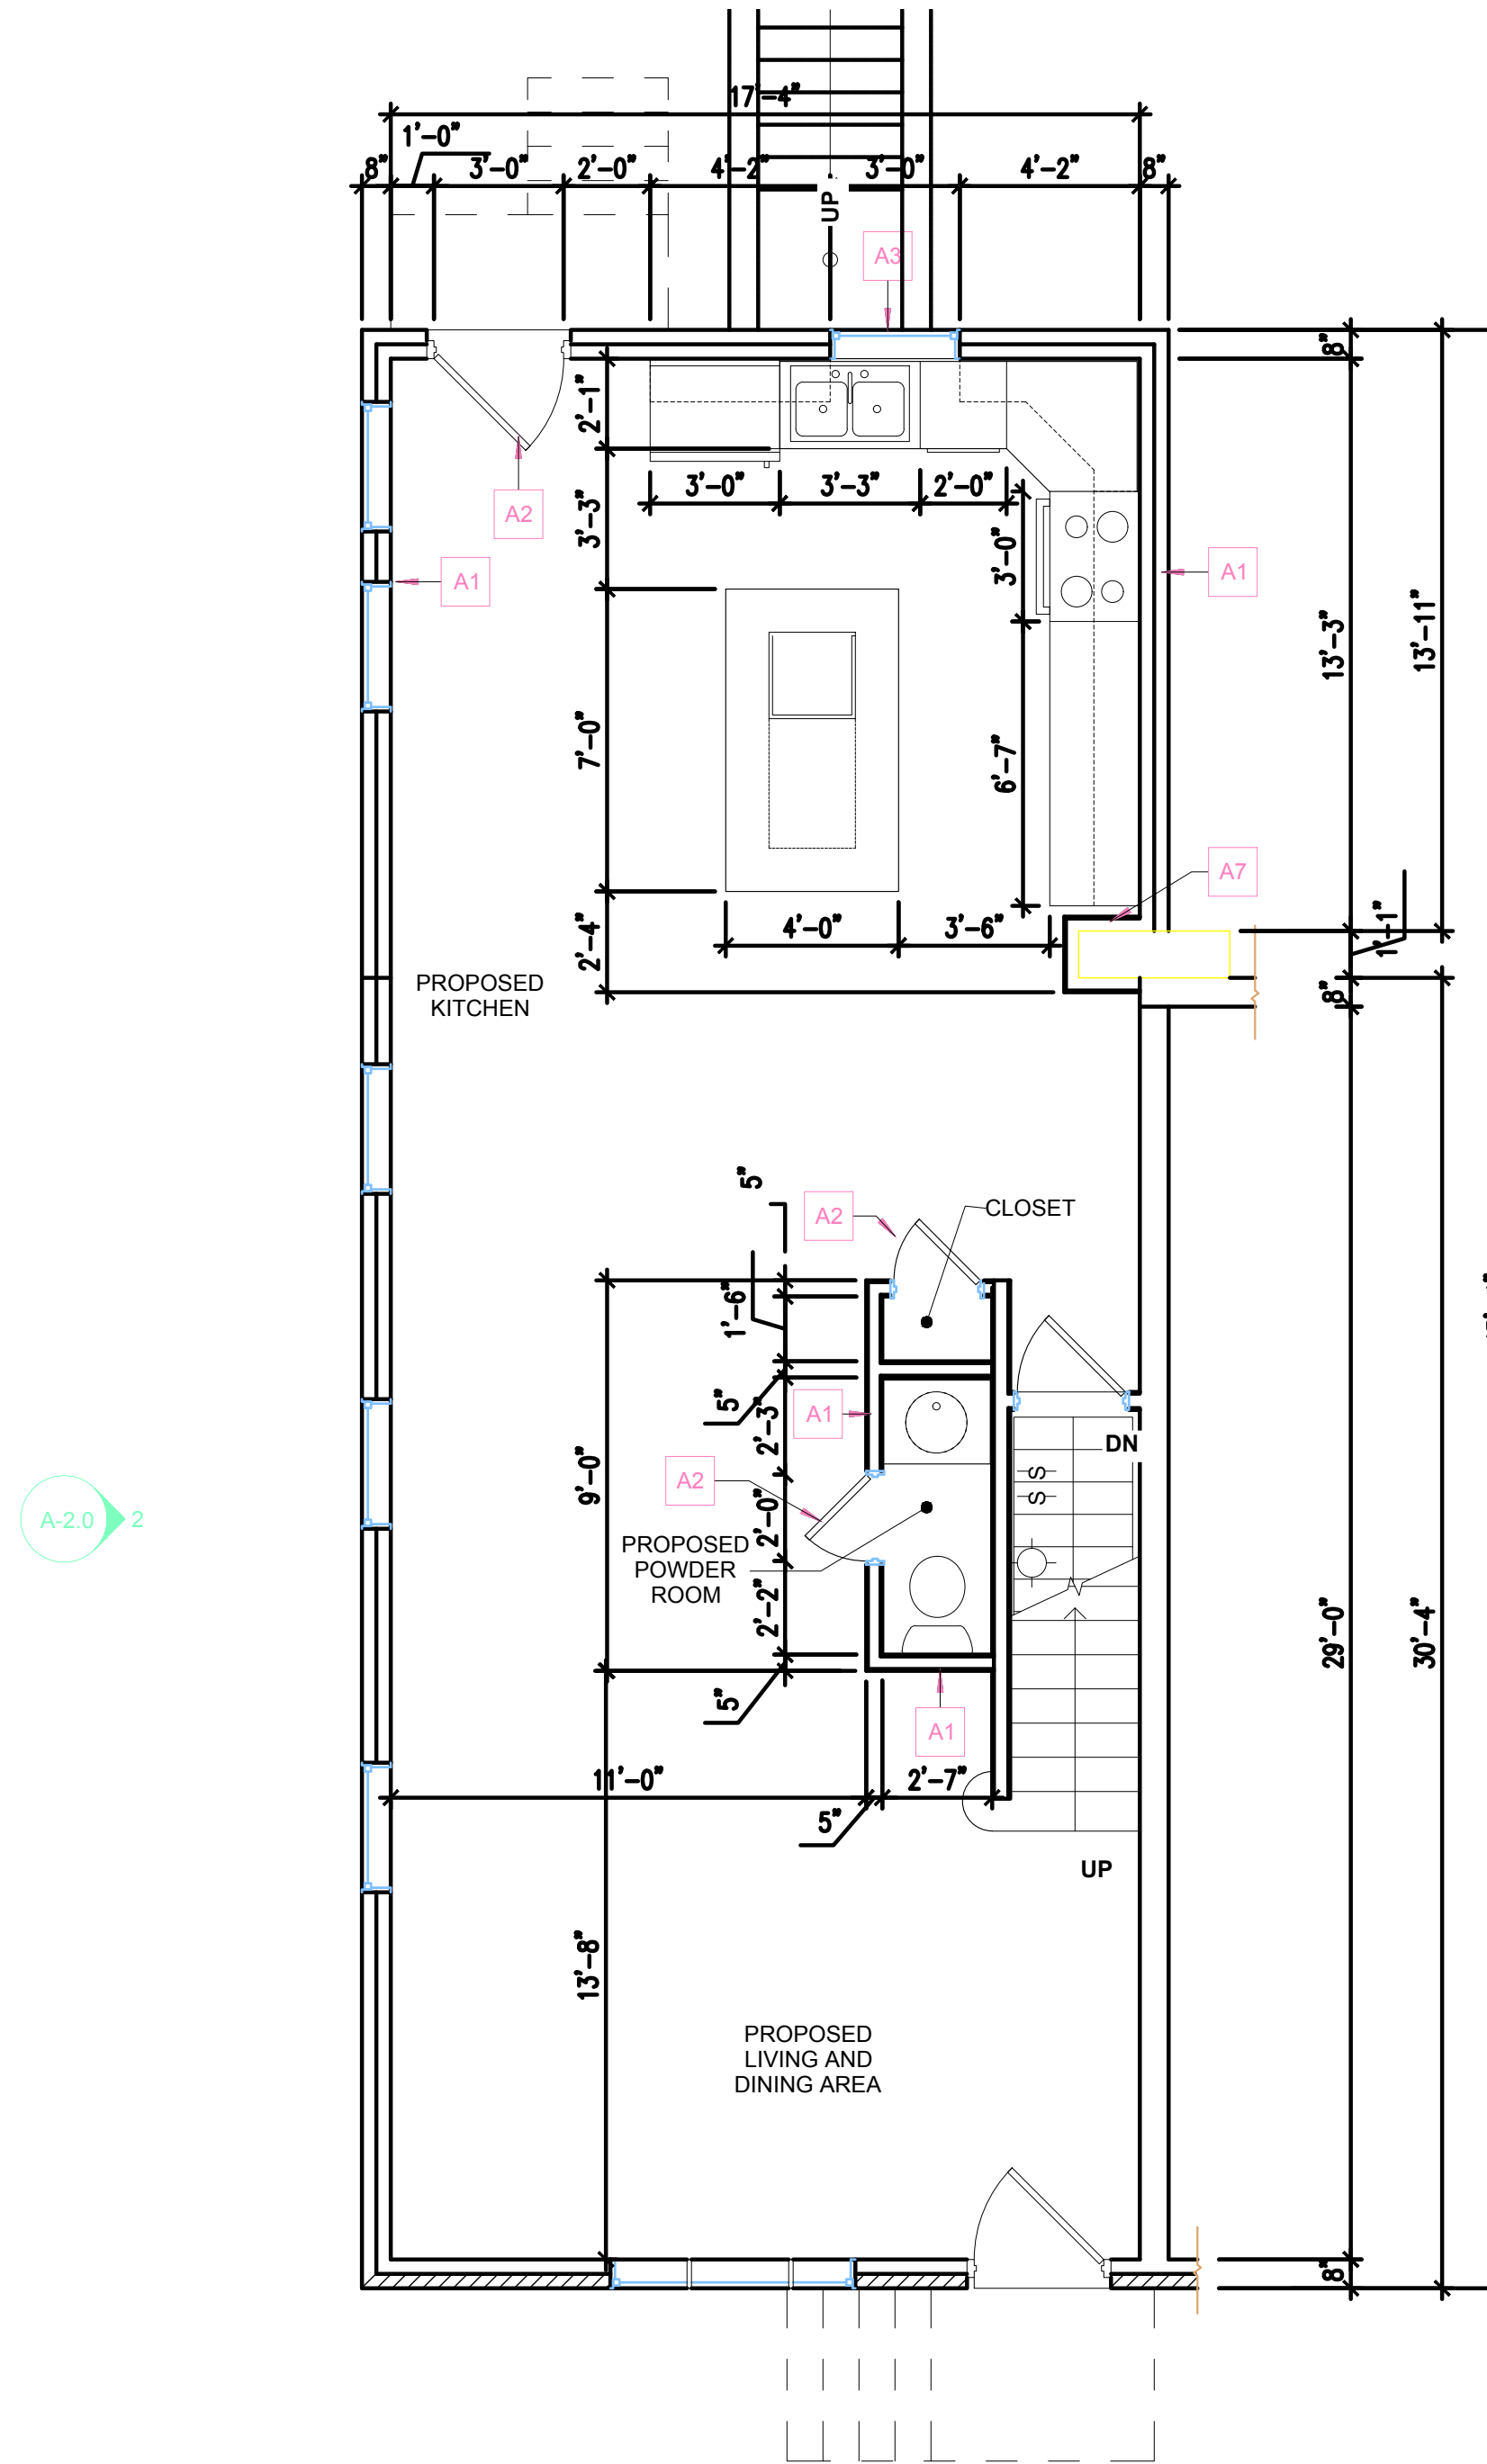 17'-4"
1'-0"
8"
3'-0"
2'-0"
4'-2"
3'-0"
4'-2"
8"
UP
A3
8"
2'-1"
3'-0"
3'-3"
2'-0"
A2
3'-3"
3'-0"
A1
A1
13'-3"
13'-11"
7'-0"
6'-7"
A7
4'-0"
3'-6"
2'-4"
1'-1"
PROPOSED
KITCHEN
8"
5"
A2
CLOSET
1'-6"
A1
5"
2'-3"
DN
9'-0"
A2
S
S
2'-0"
A-2.0
2
PROPOSED
POWDER
ROOM
2'-2"
29'-0"
30'-4"
5"
A1
11'-0"
2'-7"
5"
UP
13'-8"
PROPOSED
LIVING AND
DINING AREA
8"